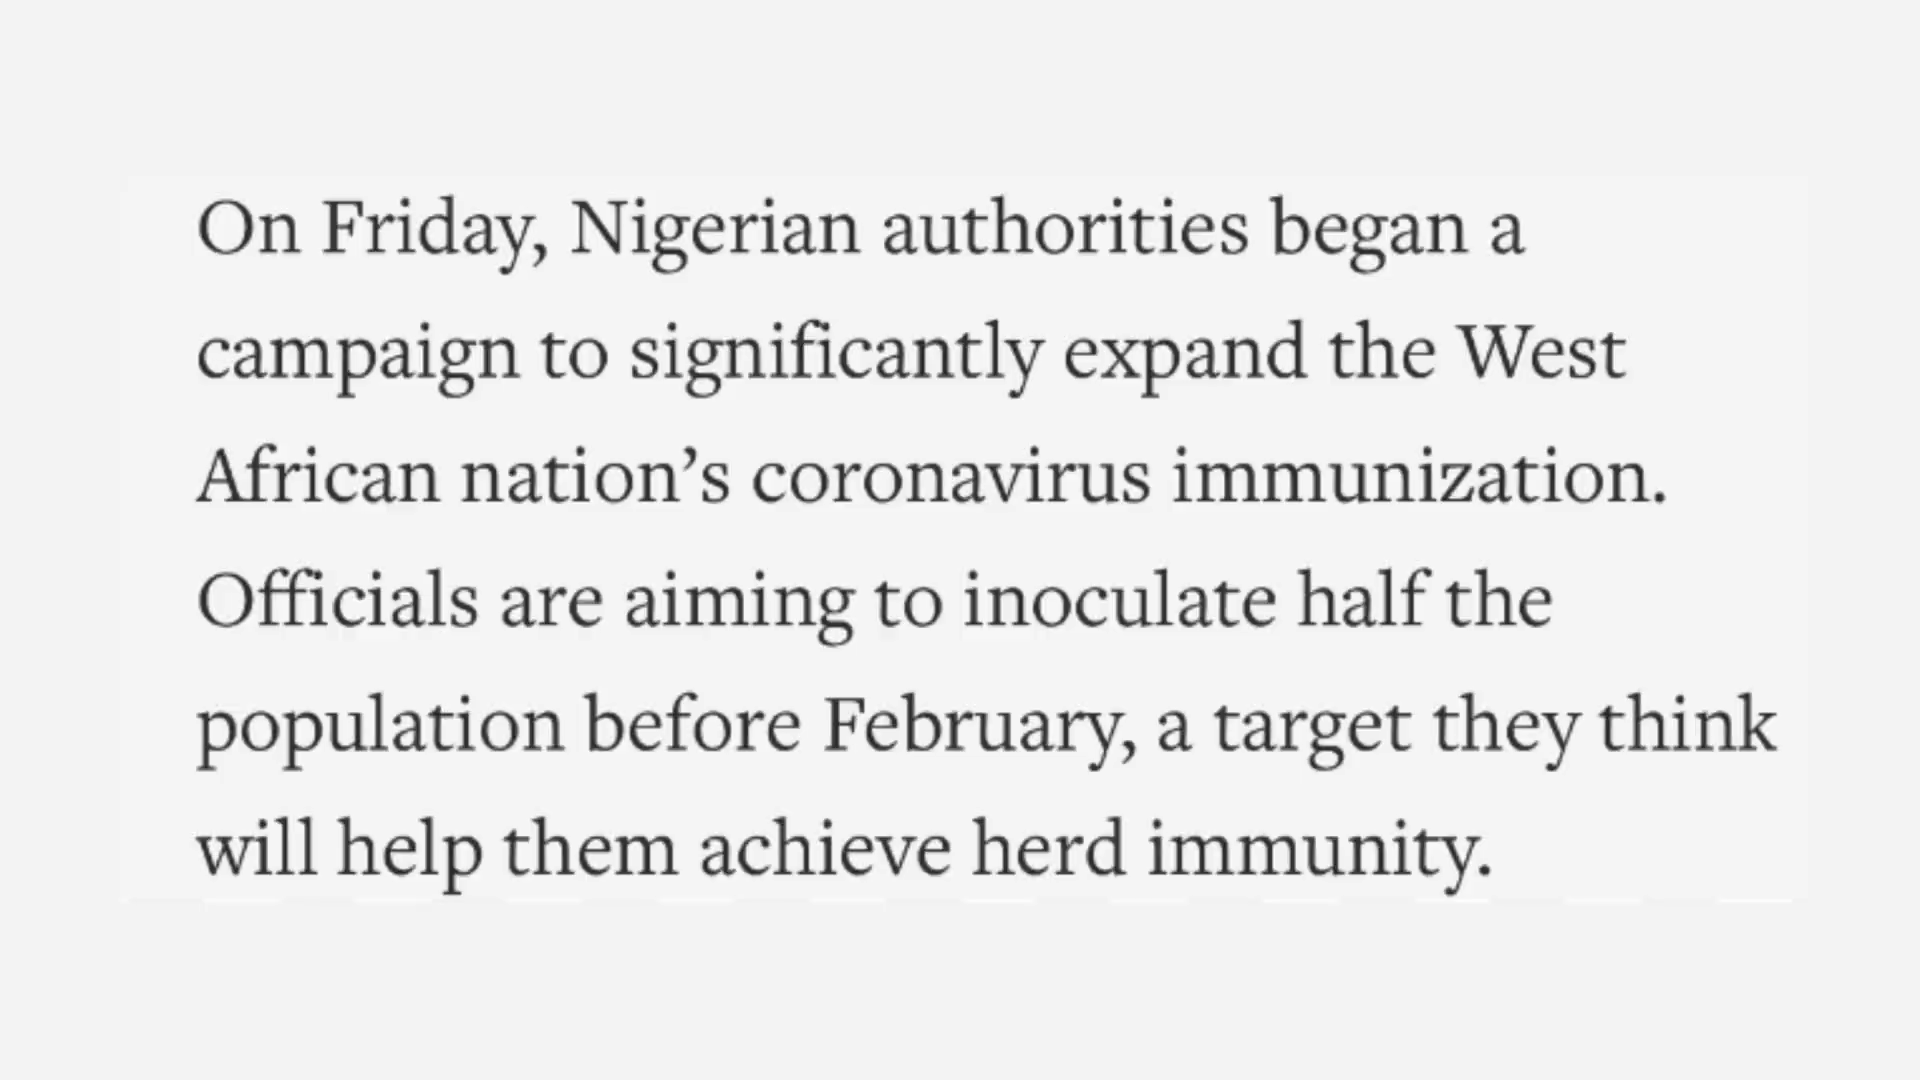 On Friday, Nigerian authorities began a
campaign to significantly expand the West
African nation’s coronavirus immunization.
Officials are aiming to inoculate half the
population before February, a target they think
will help them achieve herd immunity.